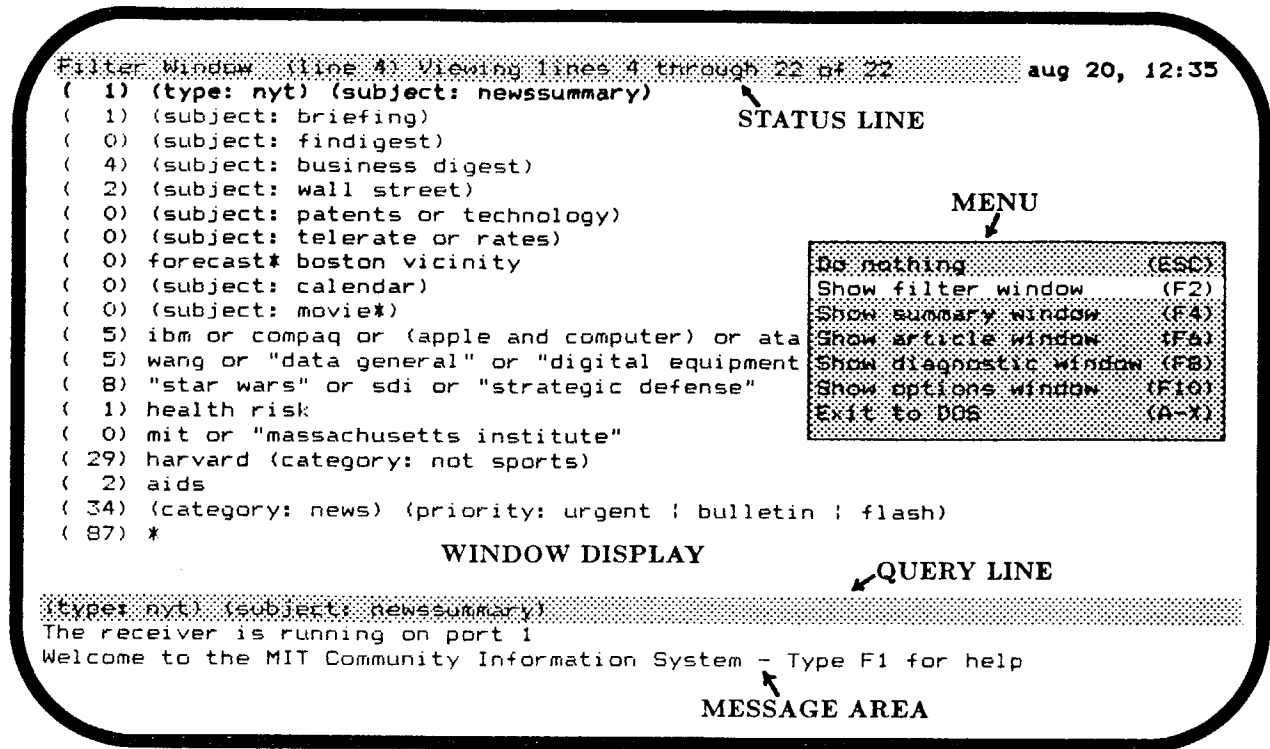 Filter Window (line 4) Viewing lines 4 through 22 of 22 aug 20, 12:35
( 1) (type: nyt) (subject: newssummary)
STATUS LINE
( 1) (subject: briefing)
( 0) (subject: findigest)
( 4) (subject: business digest)
( 2) (subject: wall street)
( 0) (subject: patents or technology)
( 0) (subject: telerate or rates)
( 0) forecast* boston vicinity
( 0) (subject: calendar)
( 0) (subject: movie*)
( 5) ibm or compaq or (apple and computer) or ata
( 5) wang or "data general" or "digital equipment
( 8) "star wars" or sdi or "strategic defense"
( 1) health risk
( 0) mit or "massachusetts institute"
( 29) harvard (category: not sports)
( 2) aids
( 34) (category: news) (priority: urgent ¦ bulletin ¦ flash)
( 87) *
MENU
Do nothing (ESC)
Show filter window (F2)
Show summary window (F4)
Show article window (F6)
Show diagnostic window (F8)
Show options window (F10)
Exit to DOS (A-X)
WINDOW DISPLAY
QUERY LINE
(type: nyt) (subject: newssummary)
The receiver is running on port 1
Welcome to the MIT Community Information System - Type F1 for help
MESSAGE AREA